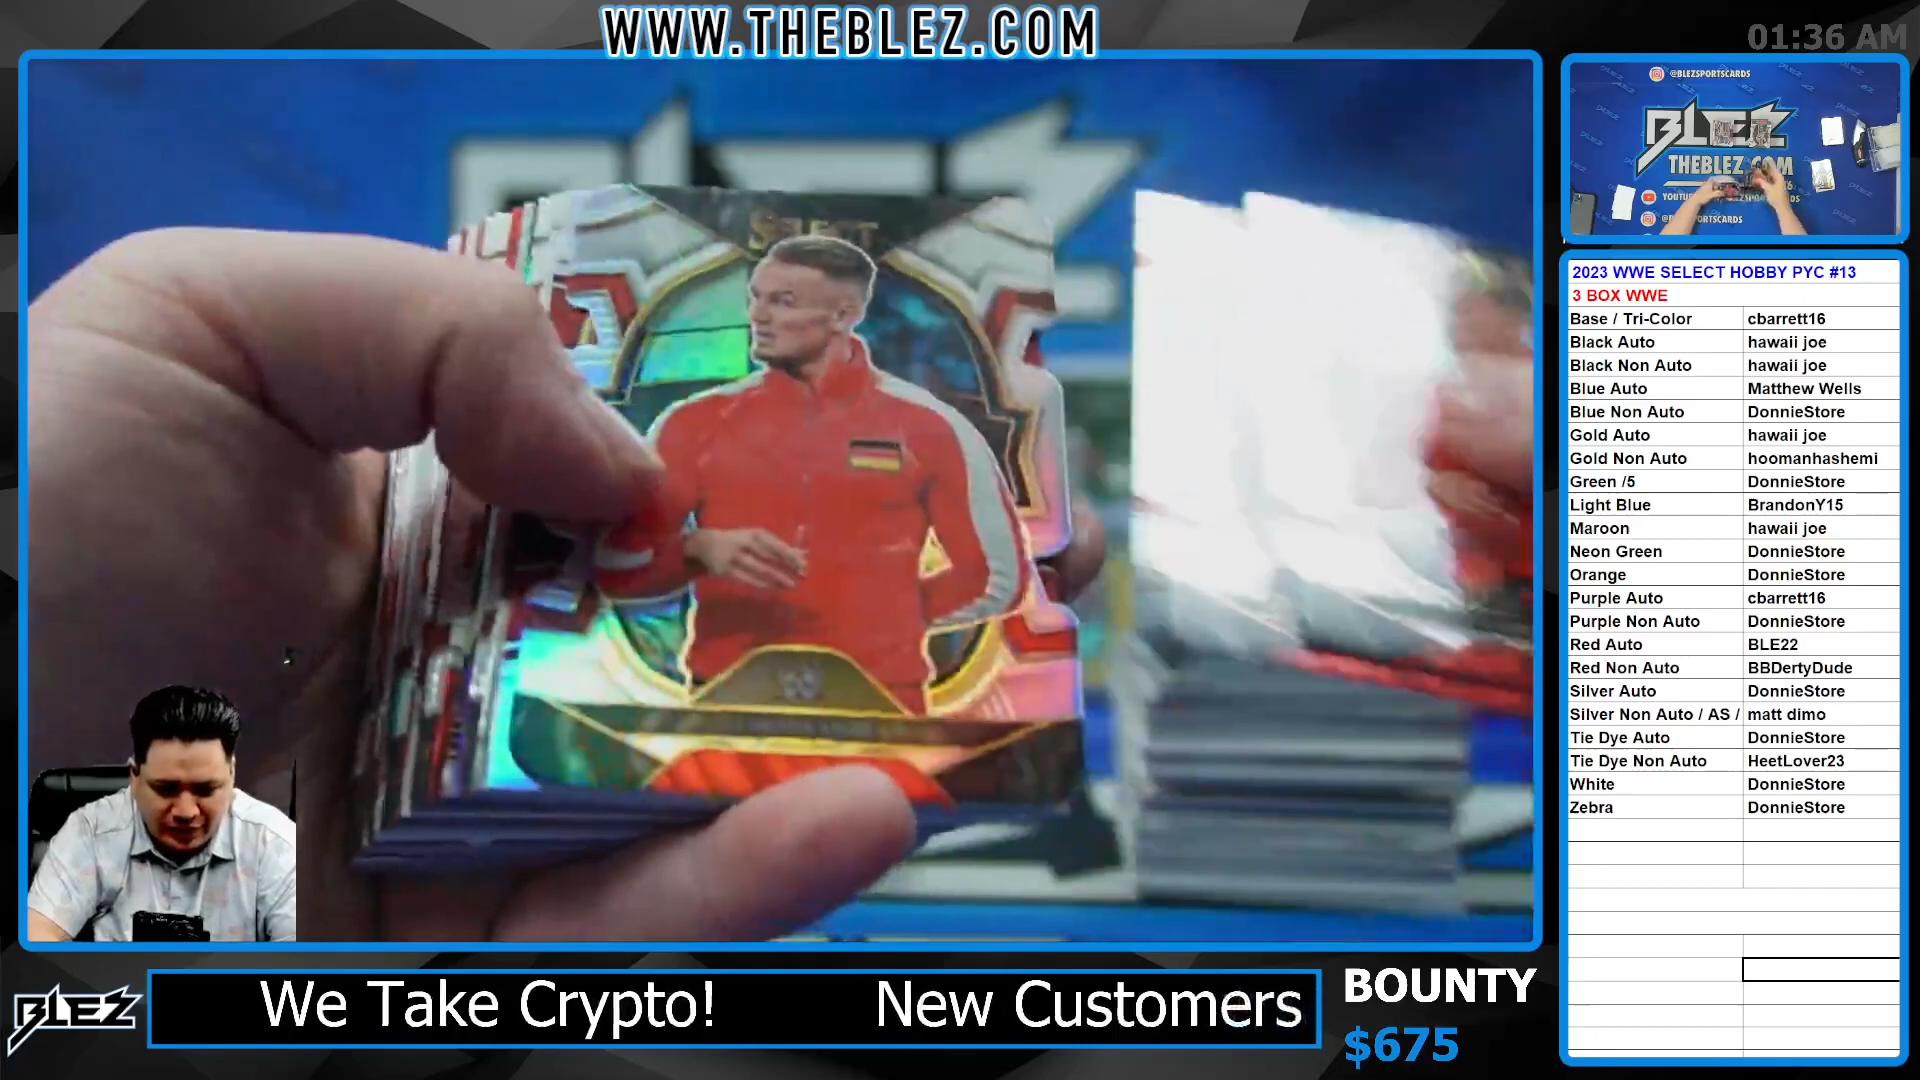 WWW.THEBLEZ.COM
01:36 AM
@BLEZSPORTSCARDS
BLEZ
THEBLEZ.COM
SELECT
2023 WWE SELECT HOBBY PYC #13
3 BOX WWE
Base / Tri-Color cbarrett16
Black Auto hawaii joe
Black Non Auto hawaii joe
Blue Auto Matthew Wells
Blue Non Auto DonnieStore
Gold Auto hawaii joe
Gold Non Auto hoomanhashemi
Green /5 DonnieStore
Light Blue BrandonY15
Maroon hawaii joe
Neon Green DonnieStore
Orange DonnieStore
Purple Auto cbarrett16
Purple Non Auto DonnieStore
Red Auto BLE22
Red Non Auto BBDertyDude
Silver Auto DonnieStore
Silver Non Auto / AS / matt dimo
Tie Dye Auto DonnieStore
Tie Dye Non Auto HeetLover23
White DonnieStore
Zebra DonnieStore
BLEZ
We Take Crypto! New Customers
BOUNTY
$675